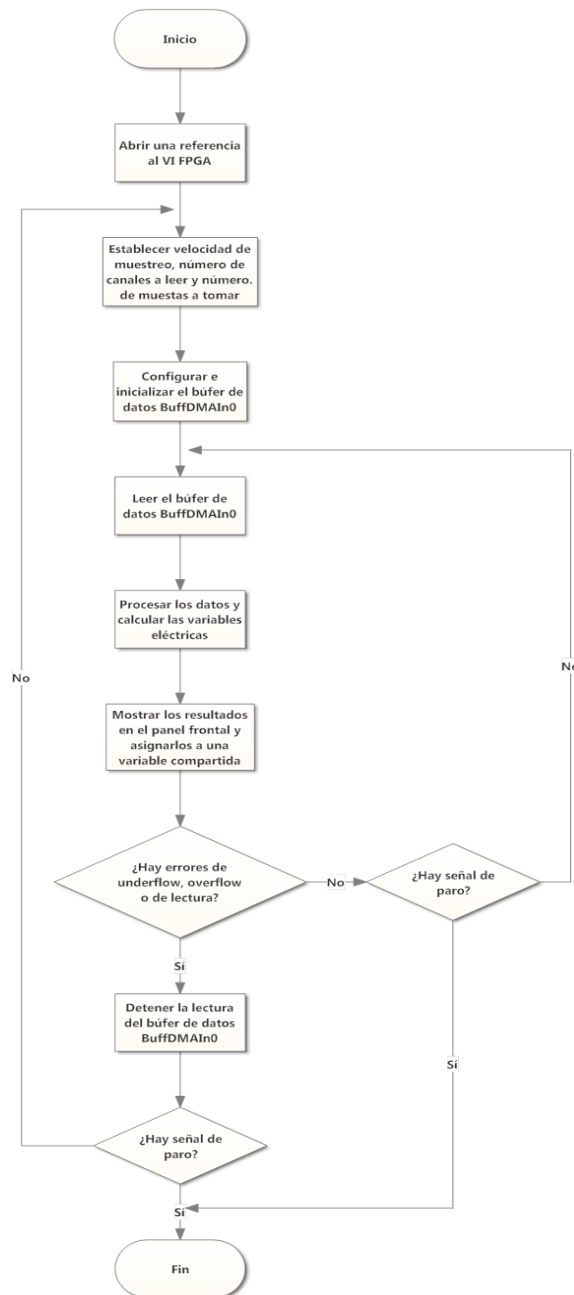 Inicio
Abrir una referencia
al VI FPGA
Establecer velocidad de
muestreo, número de
canales a leer y número.
de muestas a tomar
Configurar e
inicializar el búfer de
datos BuffDMAIn0
Leer el búfer de
datos BuffDMAIn0
Procesar los datos y
calcular las variables
eléctricas
No
No
Mostrar los resultados
en el panel frontal y
asignarlos a una
variable compartida
¿Hay errores de
underflow, overflow
o de lectura?
No
¿Hay señal de
paro?
Sí
Detener la lectura
del búfer de datos
BuffDMAIn0
Sí
¿Hay señal de
paro?
Sí
Fin